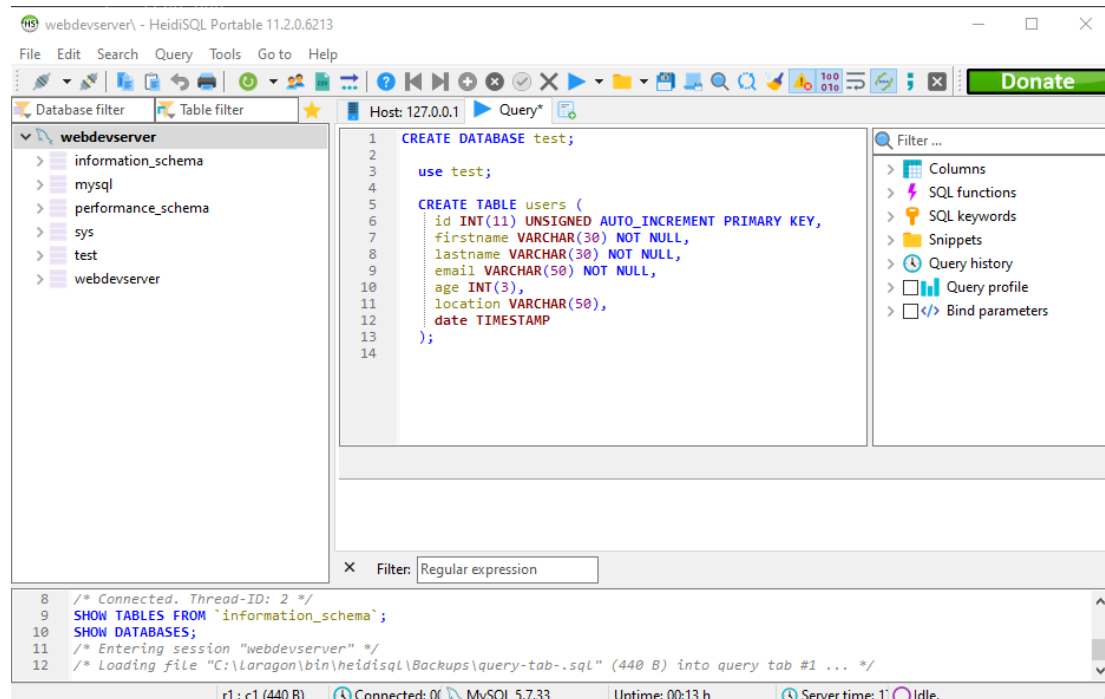 webdevserver\ - HeidiSQL Portable 11.2.0.6213
File Edit Search Query Tools Go to Help
Donate
Database filter Table filter
Host: 127.0.0.1 Query*
webdevserver
information_schema
mysql
performance_schema
sys
test
webdevserver
1 CREATE DATABASE test;
2
3 use test;
4
5 CREATE TABLE users (
6 id INT(11) UNSIGNED AUTO_INCREMENT PRIMARY KEY,
7 firstname VARCHAR(30) NOT NULL,
8 lastname VARCHAR(30) NOT NULL,
9 email VARCHAR(50) NOT NULL,
10 age INT(3),
11 location VARCHAR(50),
12 date TIMESTAMP
13 );
14
Filter ...
Columns
SQL functions
SQL keywords
Snippets
Query history
Query profile
Bind parameters
Filter: Regular expression
8 /* Connected. Thread-ID: 2 */
9 SHOW TABLES FROM `information_schema`;
10 SHOW DATABASES;
11 /* Entering session "webdevserver" */
12 /* Loading file "C:\laragon\bin\heidisql\Backups\query-tab-.sql" (440 B) into query tab #1 ... */
r1 : c1 (440 B) Connected: 0 MySQL 5.7.33 Uptime: 00:13 h Server time: 1 Idle.